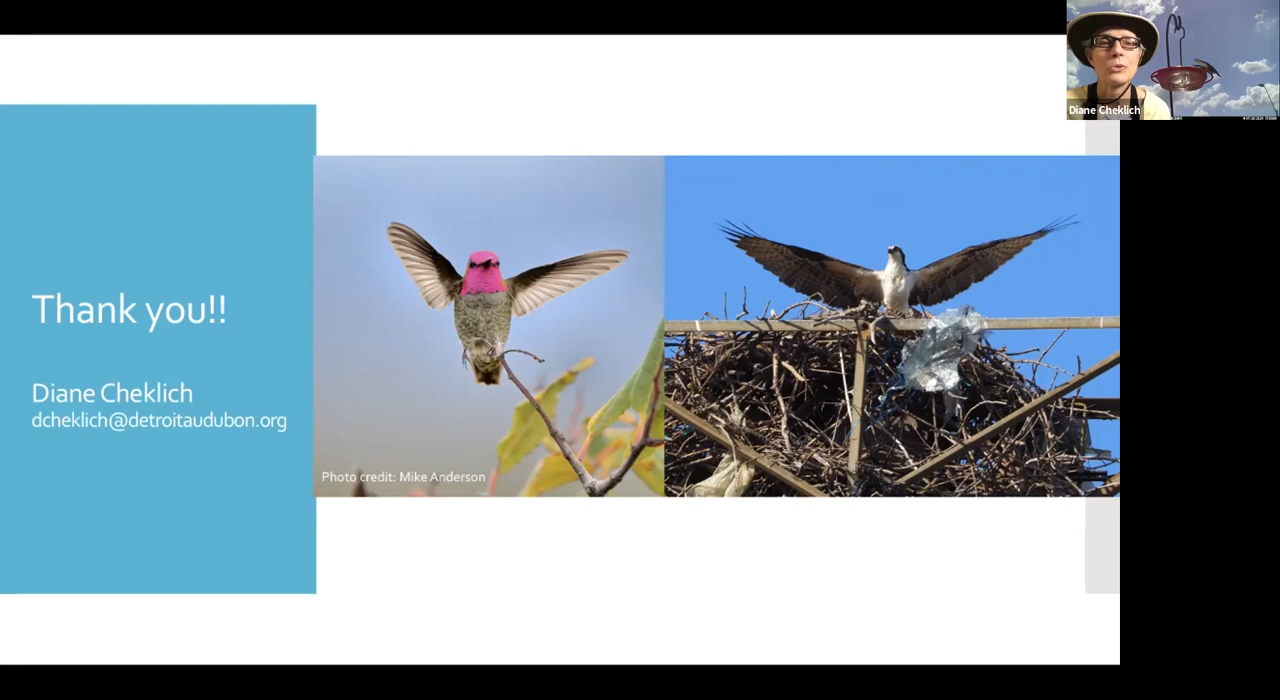 Thank you!!
Diane Cheklich
dcheklich@detroitaudubon.org
Photo credit: Mike Anderson
Diane Cheklich